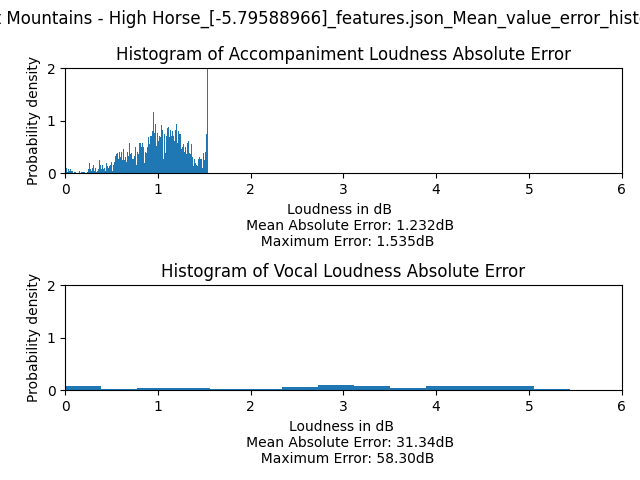 Mountains - High Horse_[-5.79588966]_features.json_Mean_value_error_hist
Histogram of Accompaniment Loudness Absolute Error
Probability density
2
1
0
0 1 2 3 4 5 6
Loudness in dB
Mean Absolute Error: 1.232dB
Maximum Error: 1.535dB
Histogram of Vocal Loudness Absolute Error
Probability density
2
1
0
0 1 2 3 4 5 6
Loudness in dB
Mean Absolute Error: 31.34dB
Maximum Error: 58.30dB